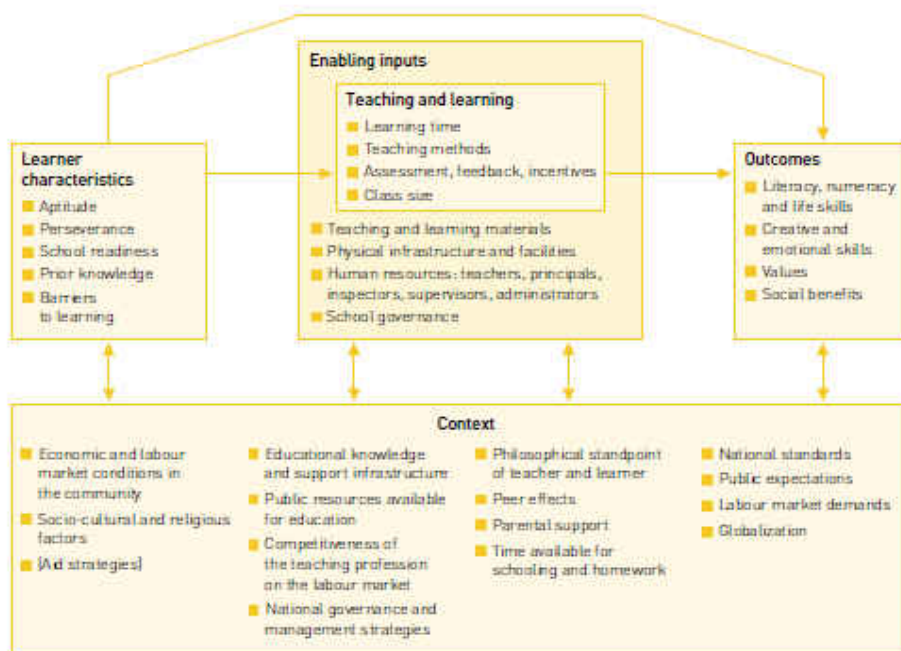 Enabling inputs
Teaching and learning
Learning time
Teaching methods
Assessment, feedback, incentives
Class size
Teaching and learning materials
Physical infrastructure and facilities
Human resources: teachers, principals,
inspectors, supervisors, administrators
School governance
Learner
characteristics
Aptitude
Perseverance
School readiness
Prior knowledge
Barriers
to learning
Outcomes
Literacy, numeracy
and life skills
Creative and
emotional skills
Values
Social benefits
Context
Economic and labour
market conditions in
the community
Socio-cultural and religious
factors
(Aid strategies)
Educational knowledge
and support infrastructure
Public resources available
for education
Competitiveness of
the teaching profession
on the labour market
National governance and
management strategies
Philosophical standpoint
of teacher and learner
Peer effects
Parental support
Time available for
schooling and homework
National standards
Public expectations
Labour market demands
Globalization